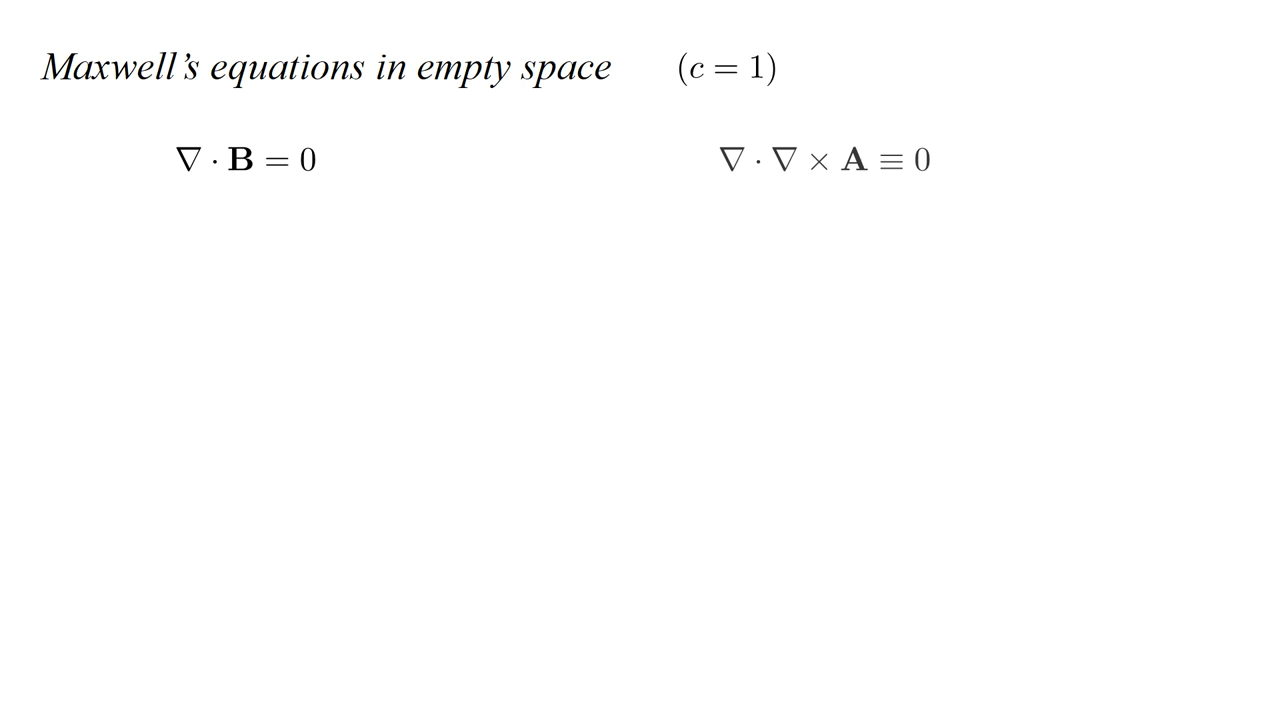 Maxwell’s equations in empty space (c = 1)
∇ · B = 0 ∇ · ∇ × A ≡ 0